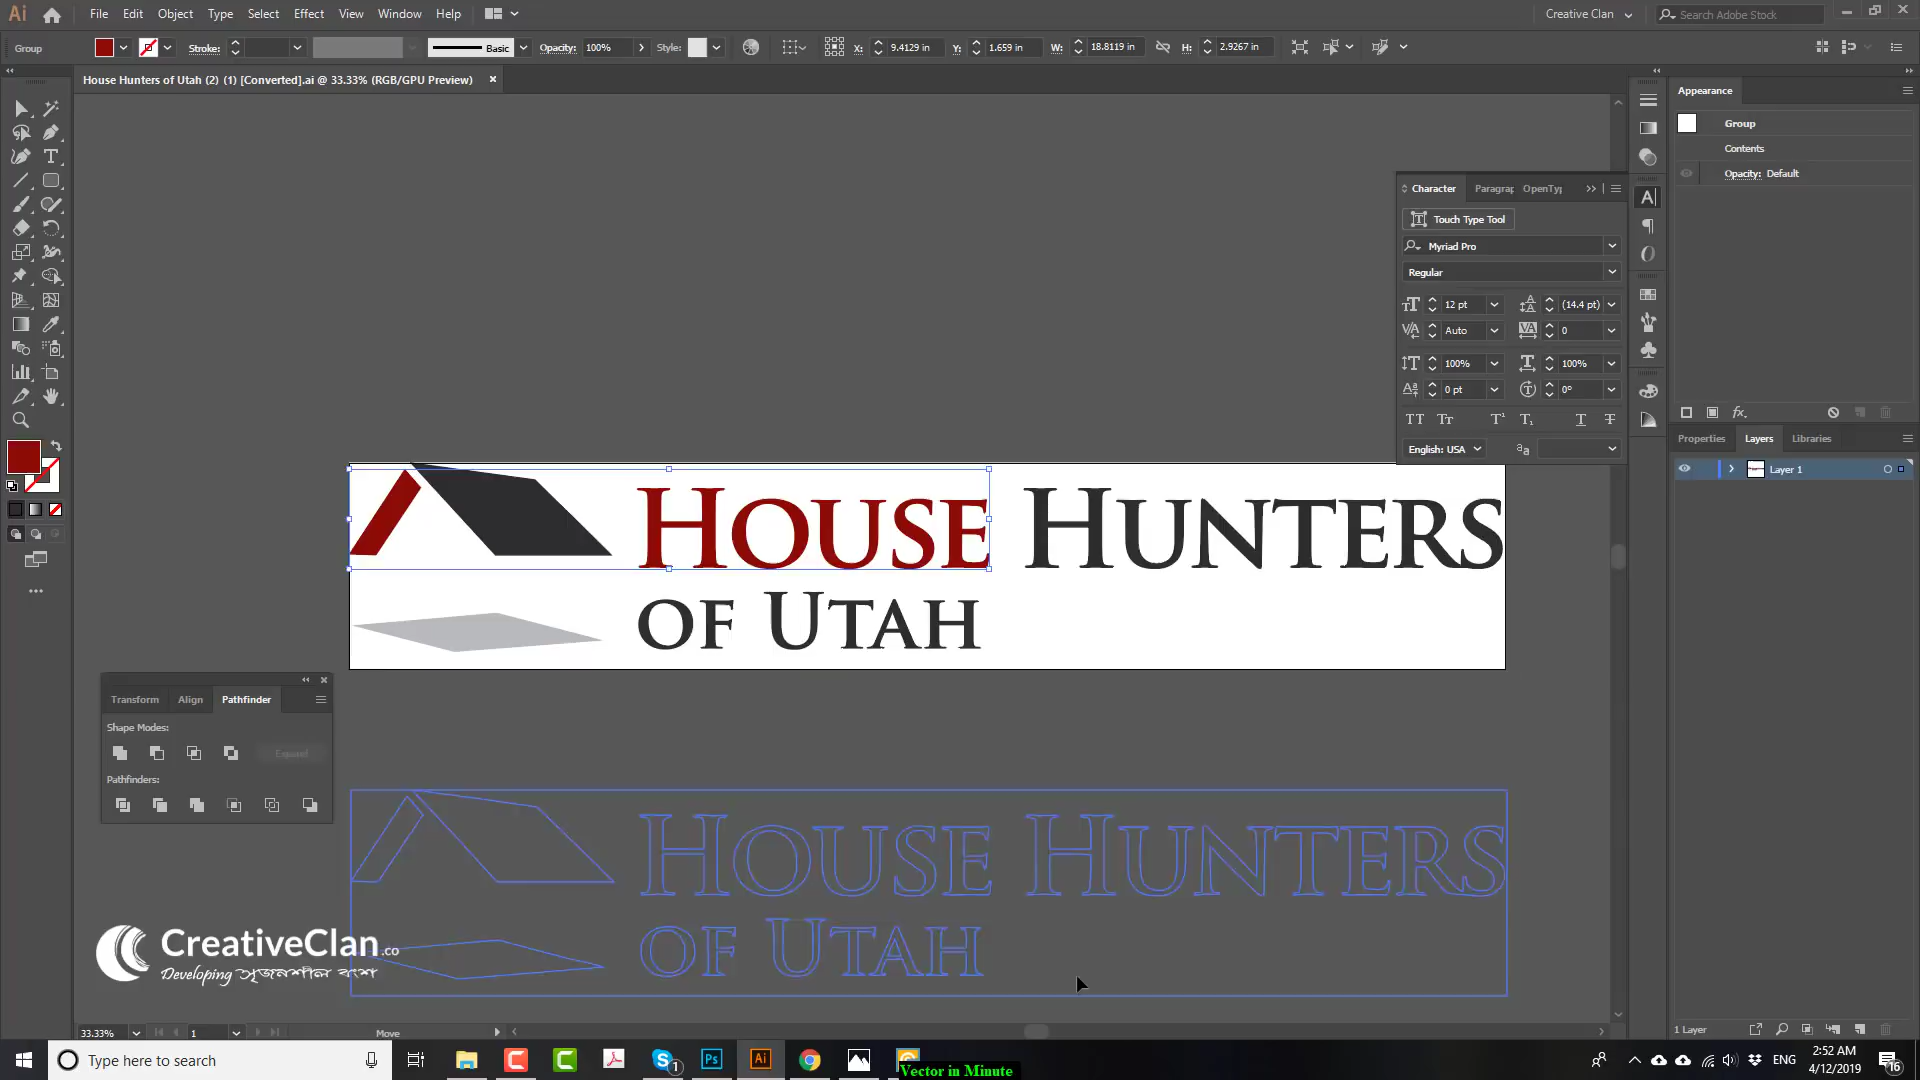 Ai File Edit Object Type Select Effect View Window Help Creative Clan Search Adobe Stock
Group Stroke: Basic Opacity: 100% Style: X: 9.4129 in Y: 1.659 in W: 18.8119 in H: 2.9267 in
House Hunters of Utah (2) (1) [Converted].ai @ 33.33% (RGB/GPU Preview)
Appearance
Group
Contents
Opacity: Default
Character Paragrap OpenTyp
Touch Type Tool
Myriad Pro
Regular
12 pt (14.4 pt)
Auto 0
100% 100%
0 pt 0°
English: USA
Properties Layers Libraries
Layer 1
House Hunters
of Utah
Transform Align Pathfinder
Shape Modes:
Expand
Pathfinders:
House Hunters
of Utah
CreativeClan.co
Developing সৃজনশীল বংশ
33.33% 1 Move
1 Layer
Type here to search
1 Ps Ai
Vector in Minute
ENG
2:52 AM
4/12/2019
16